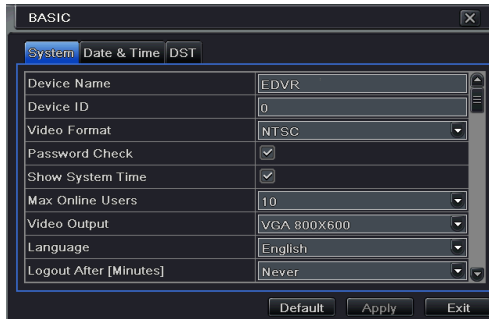 BASIC
System Date & Time DST
Device Name EDVR
Device ID 0
Video Format NTSC
Password Check
Show System Time
Max Online Users 10
Video Output VGA 800X600
Language English
Logout After [Minutes] Never
Default Apply Exit